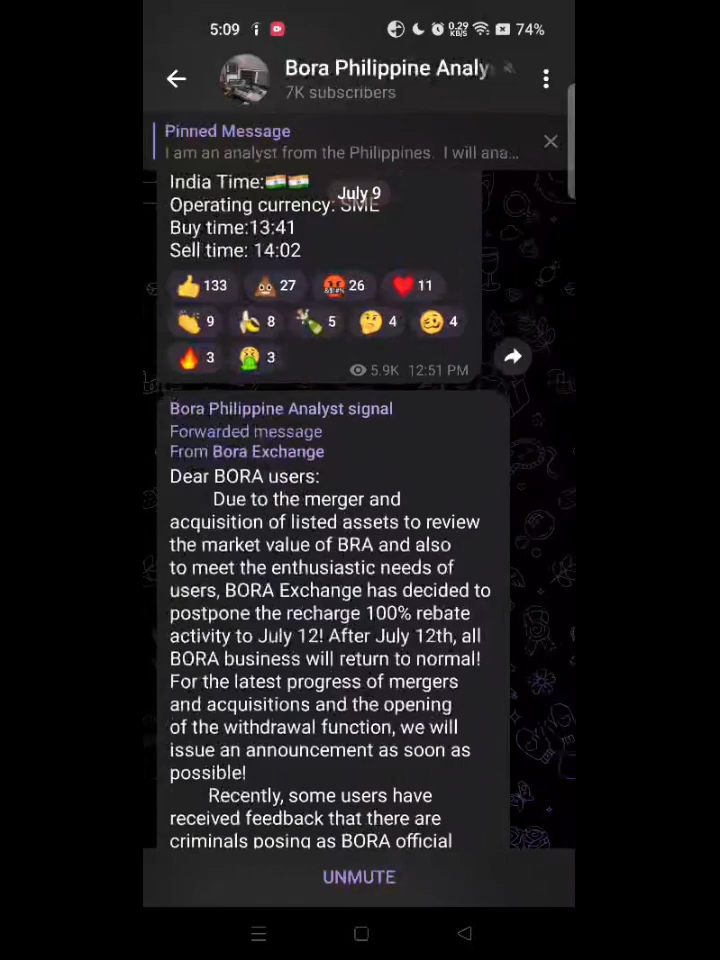 5:09
0.29
KB/S
74%
Bora Philippine Analy
7K subscribers
Pinned Message
I am an analyst from the Philippines. I will ana...
India Time:🇮🇳🇮🇳
July 9
Operating currency: SME
Buy time:13:41
Sell time: 14:02
👍 133 💩 27 🤬 26 ❤️ 11
👏 9 🍌 8 🍾 5 🤔 4 🥴 4
🔥 3 🤮 3
5.9K 12:51 PM
Bora Philippine Analyst signal
Forwarded message
From Bora Exchange
Dear BORA users:
Due to the merger and
acquisition of listed assets to review
the market value of BRA and also
to meet the enthusiastic needs of
users, BORA Exchange has decided to
postpone the recharge 100% rebate
activity to July 12! After July 12th, all
BORA business will return to normal!
For the latest progress of mergers
and acquisitions and the opening
of the withdrawal function, we will
issue an announcement as soon as
possible!
Recently, some users have
received feedback that there are
criminals posing as BORA official
UNMUTE